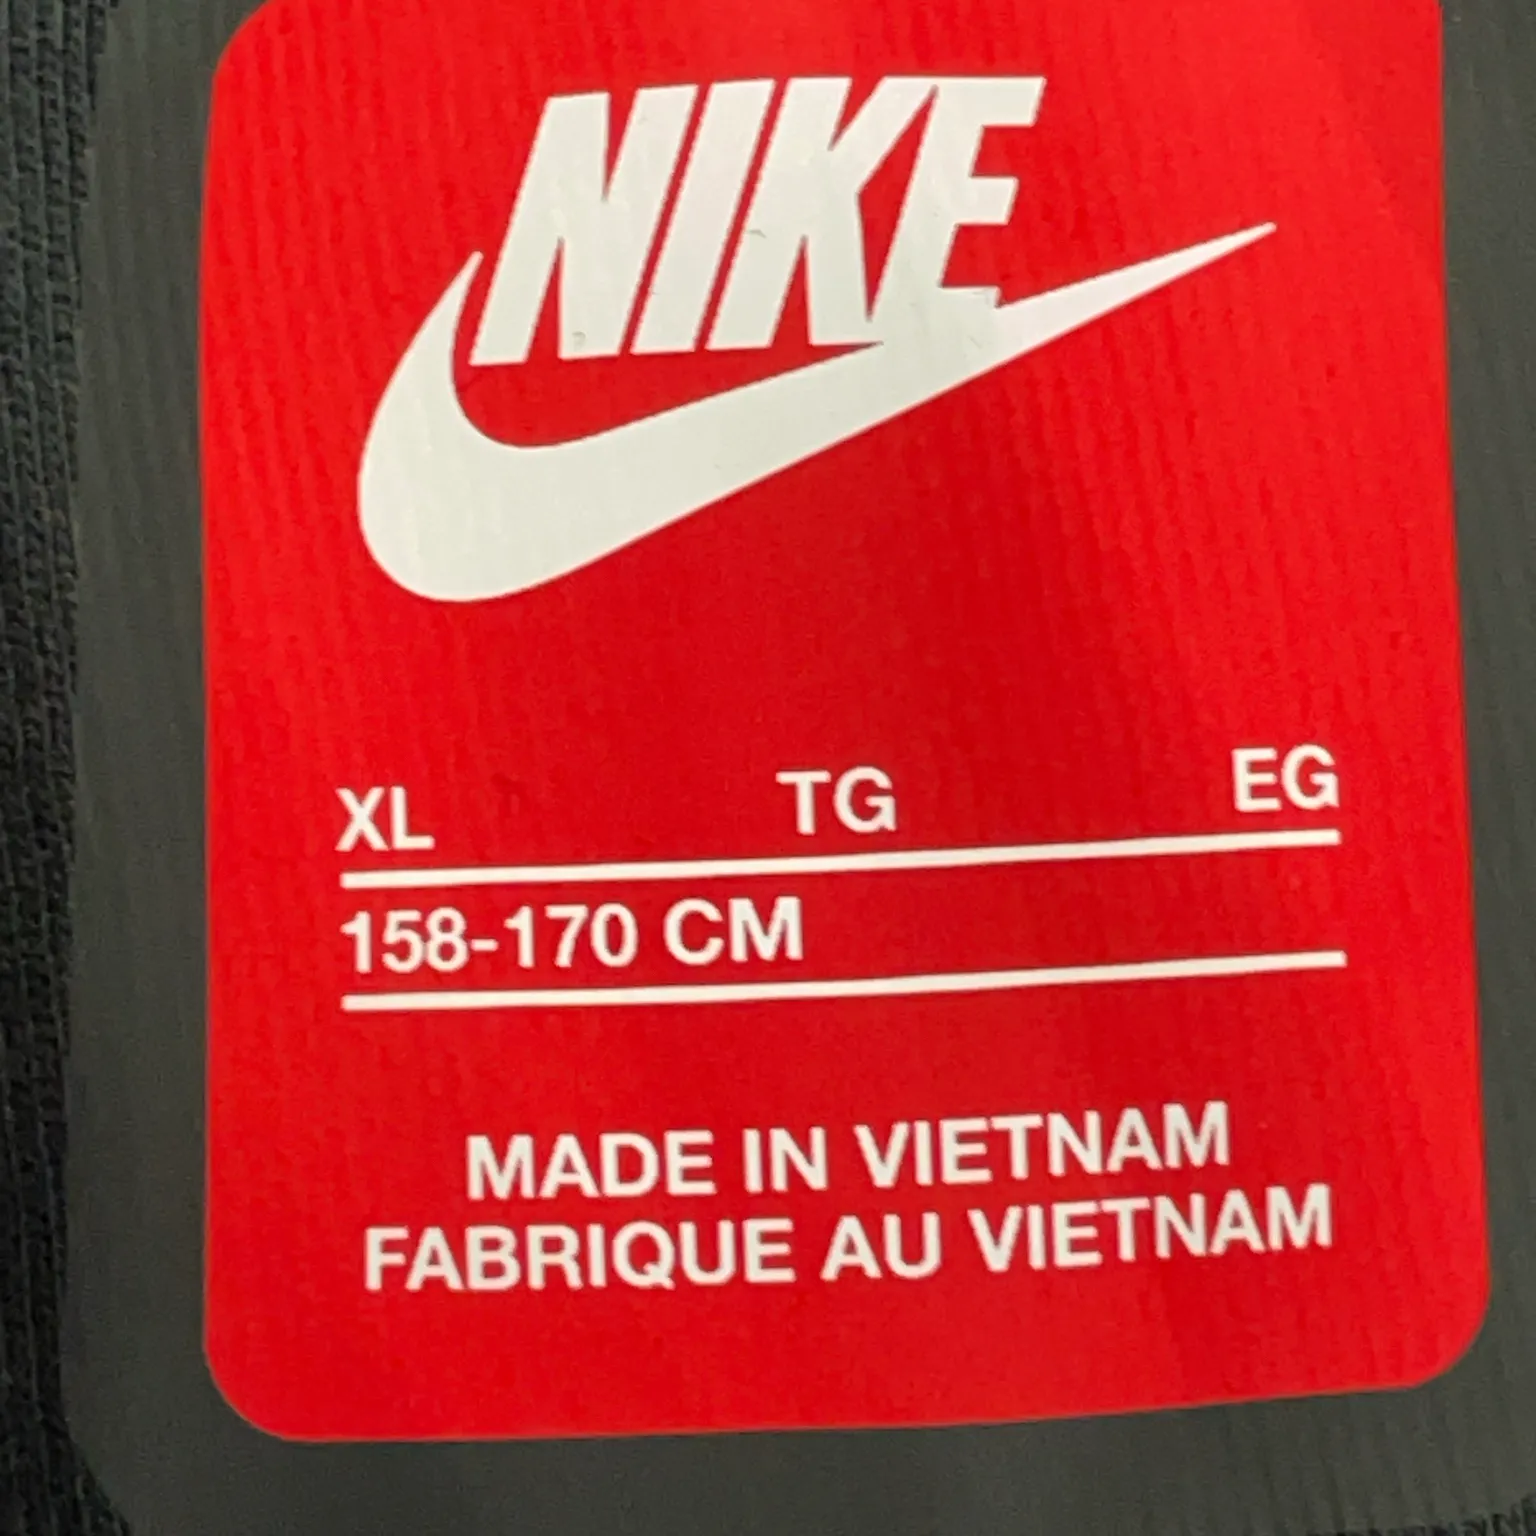 NIKE
XL TG EG
158-170 CM
MADE IN VIETNAM
FABRIQUE AU VIETNAM